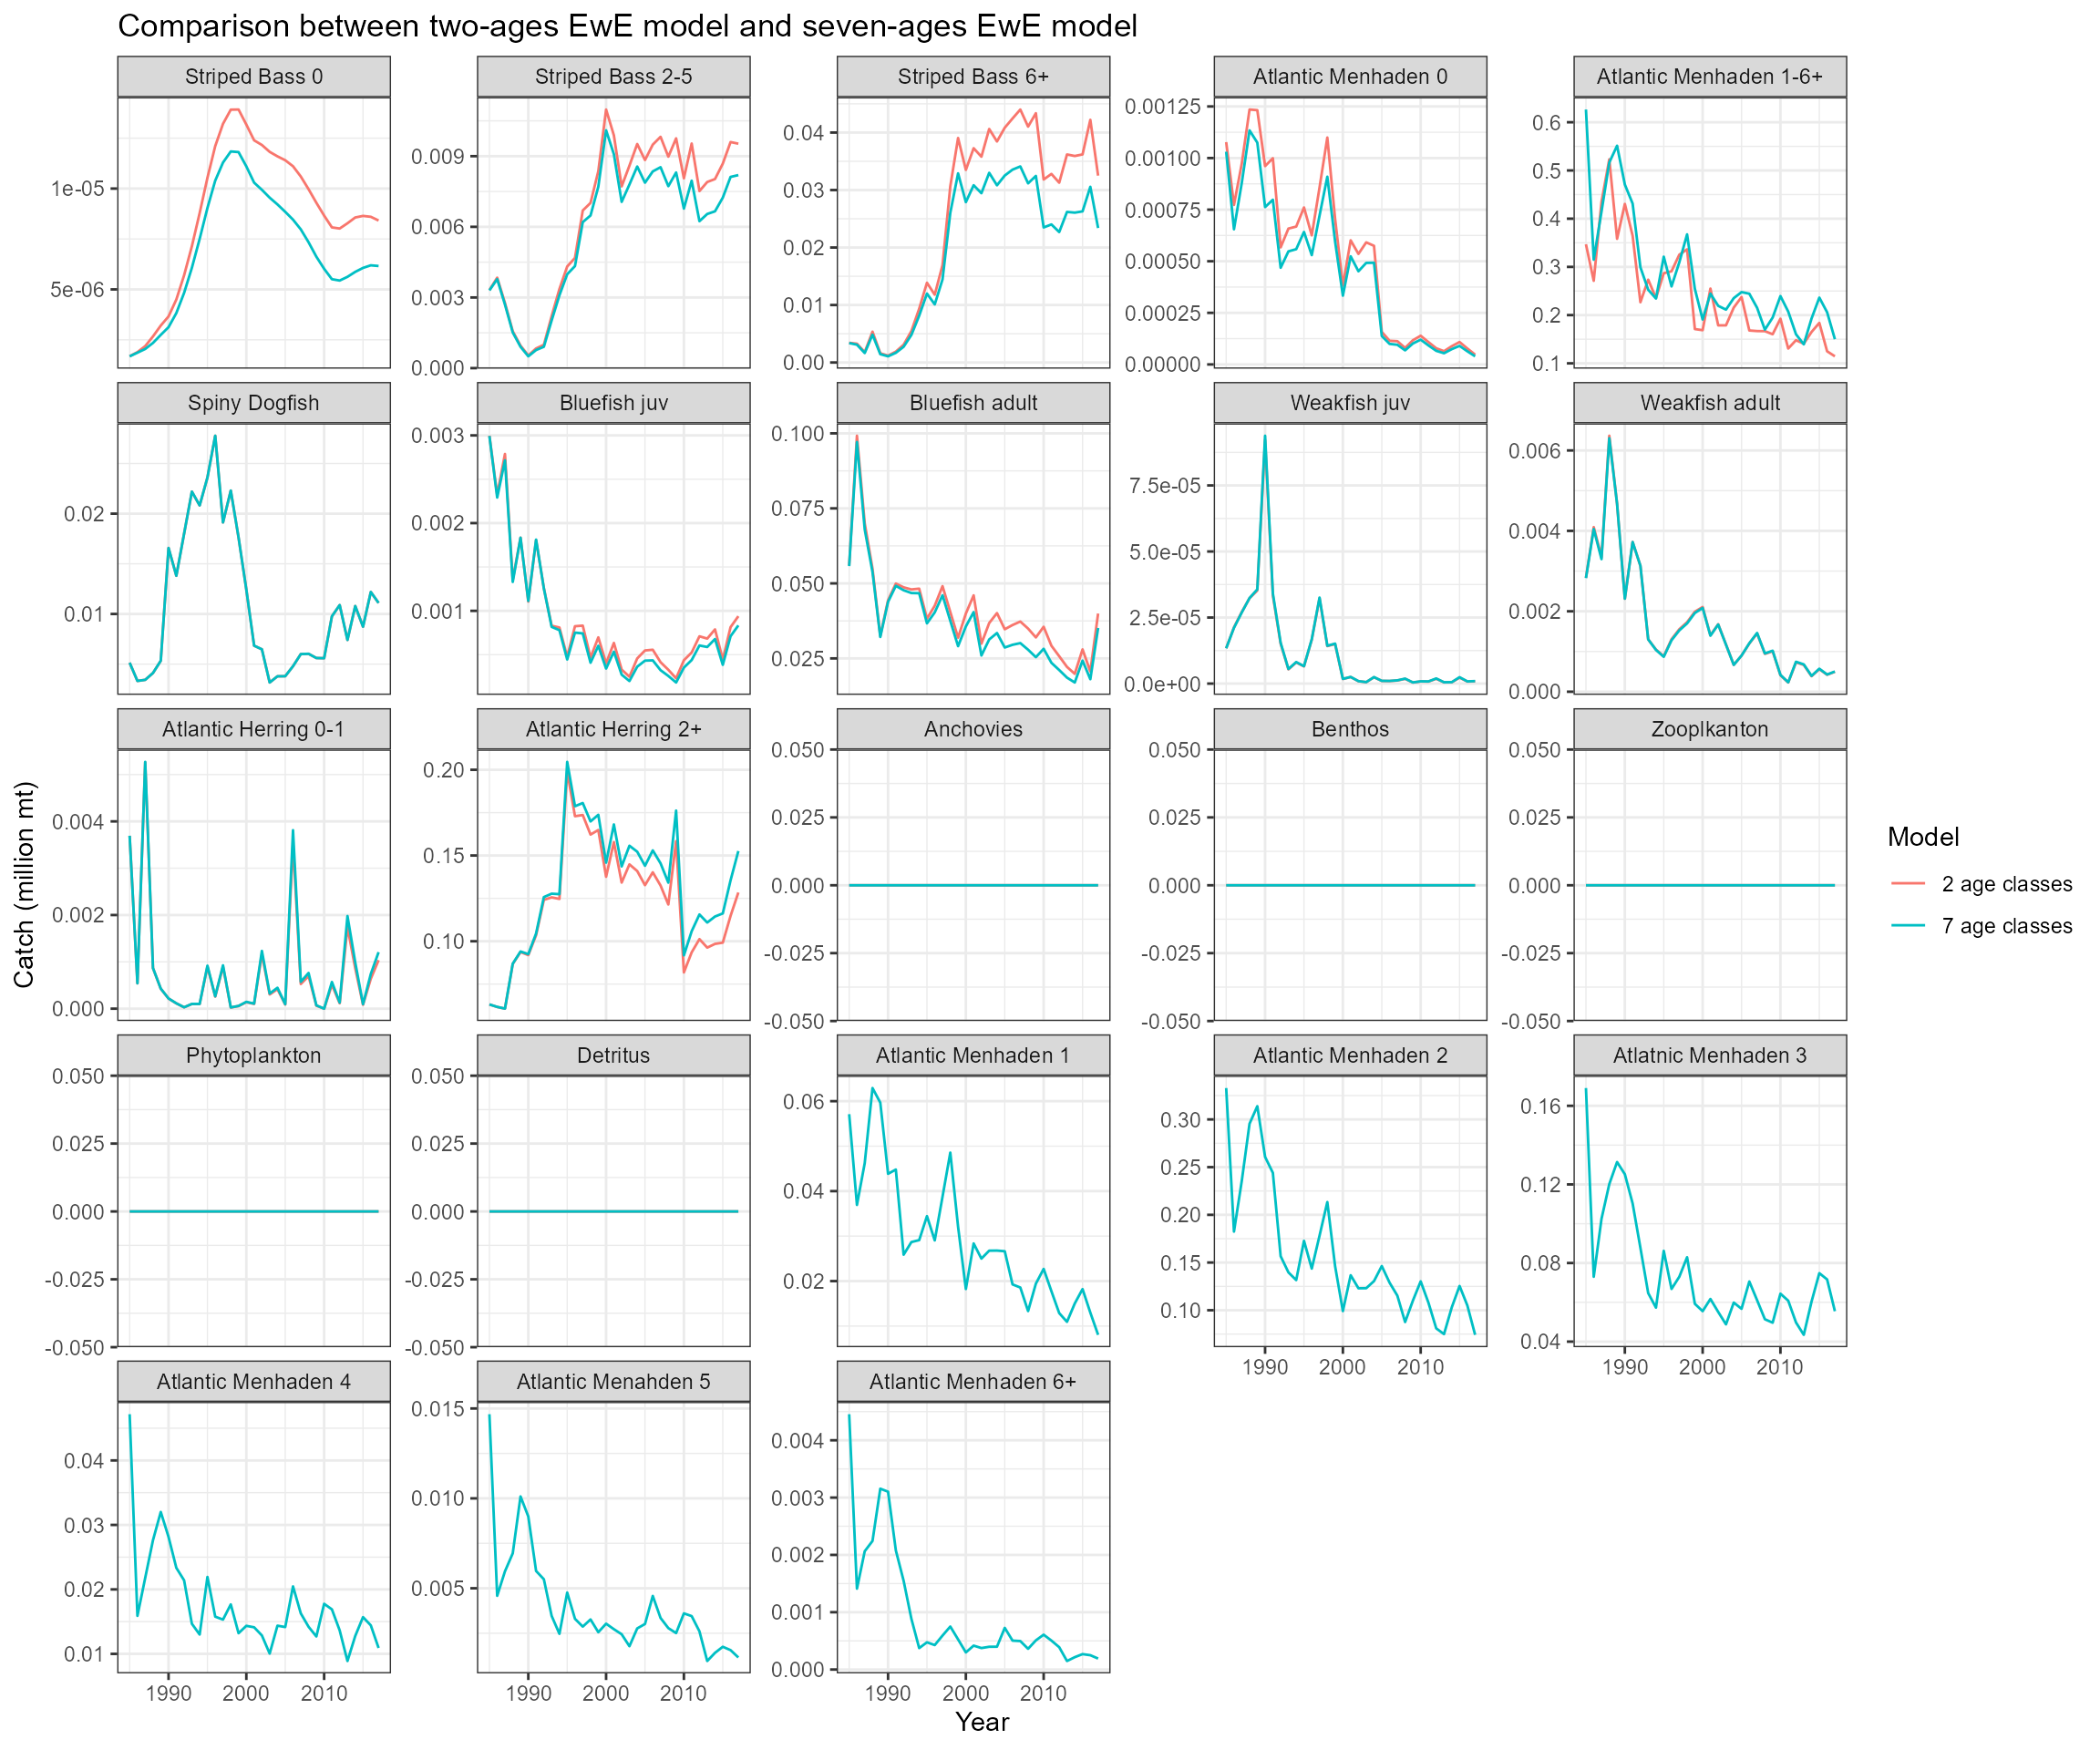 Comparison between two-ages EwE model and seven-ages EwE model
Striped Bass 0
Striped Bass 2-5
Striped Bass 6+
Atlantic Menhaden 0
Atlantic Menhaden 1-6+
1e-05
5e-06
0.009
0.006
0.003
0.000
0.04
0.03
0.02
0.01
0.00
0.00125
0.00100
0.00075
0.00050
0.00025
0.00000
0.6
0.5
0.4
0.3
0.2
0.1
Spiny Dogfish
Bluefish juv
Bluefish adult
Weakfish juv
Weakfish adult
0.02
0.01
0.003
0.002
0.001
0.100
0.075
0.050
0.025
7.5e-05
5.0e-05
2.5e-05
0.0e+00
0.006
0.004
0.002
0.000
Atlantic Herring 0-1
Atlantic Herring 2+
Anchovies
Benthos
Zooplkanton
0.004
0.002
0.000
0.20
0.15
0.10
0.050
0.025
0.000
-0.025
-0.050
0.050
0.025
0.000
-0.025
-0.050
0.050
0.025
0.000
-0.025
-0.050
Phytoplankton
Detritus
Atlantic Menhaden 1
Atlantic Menhaden 2
Atlatnic Menhaden 3
0.050
0.025
0.000
-0.025
-0.050
0.050
0.025
0.000
-0.025
-0.050
0.06
0.04
0.02
0.30
0.25
0.20
0.15
0.10
0.16
0.12
0.08
0.04
1990 2000 2010
1990 2000 2010
Atlantic Menhaden 4
Atlantic Menahden 5
Atlantic Menhaden 6+
0.04
0.03
0.02
0.01
0.015
0.010
0.005
0.004
0.003
0.002
0.001
0.000
1990 2000 2010
1990 2000 2010
1990 2000 2010
Year
Catch (million mt)
Model
2 age classes
7 age classes